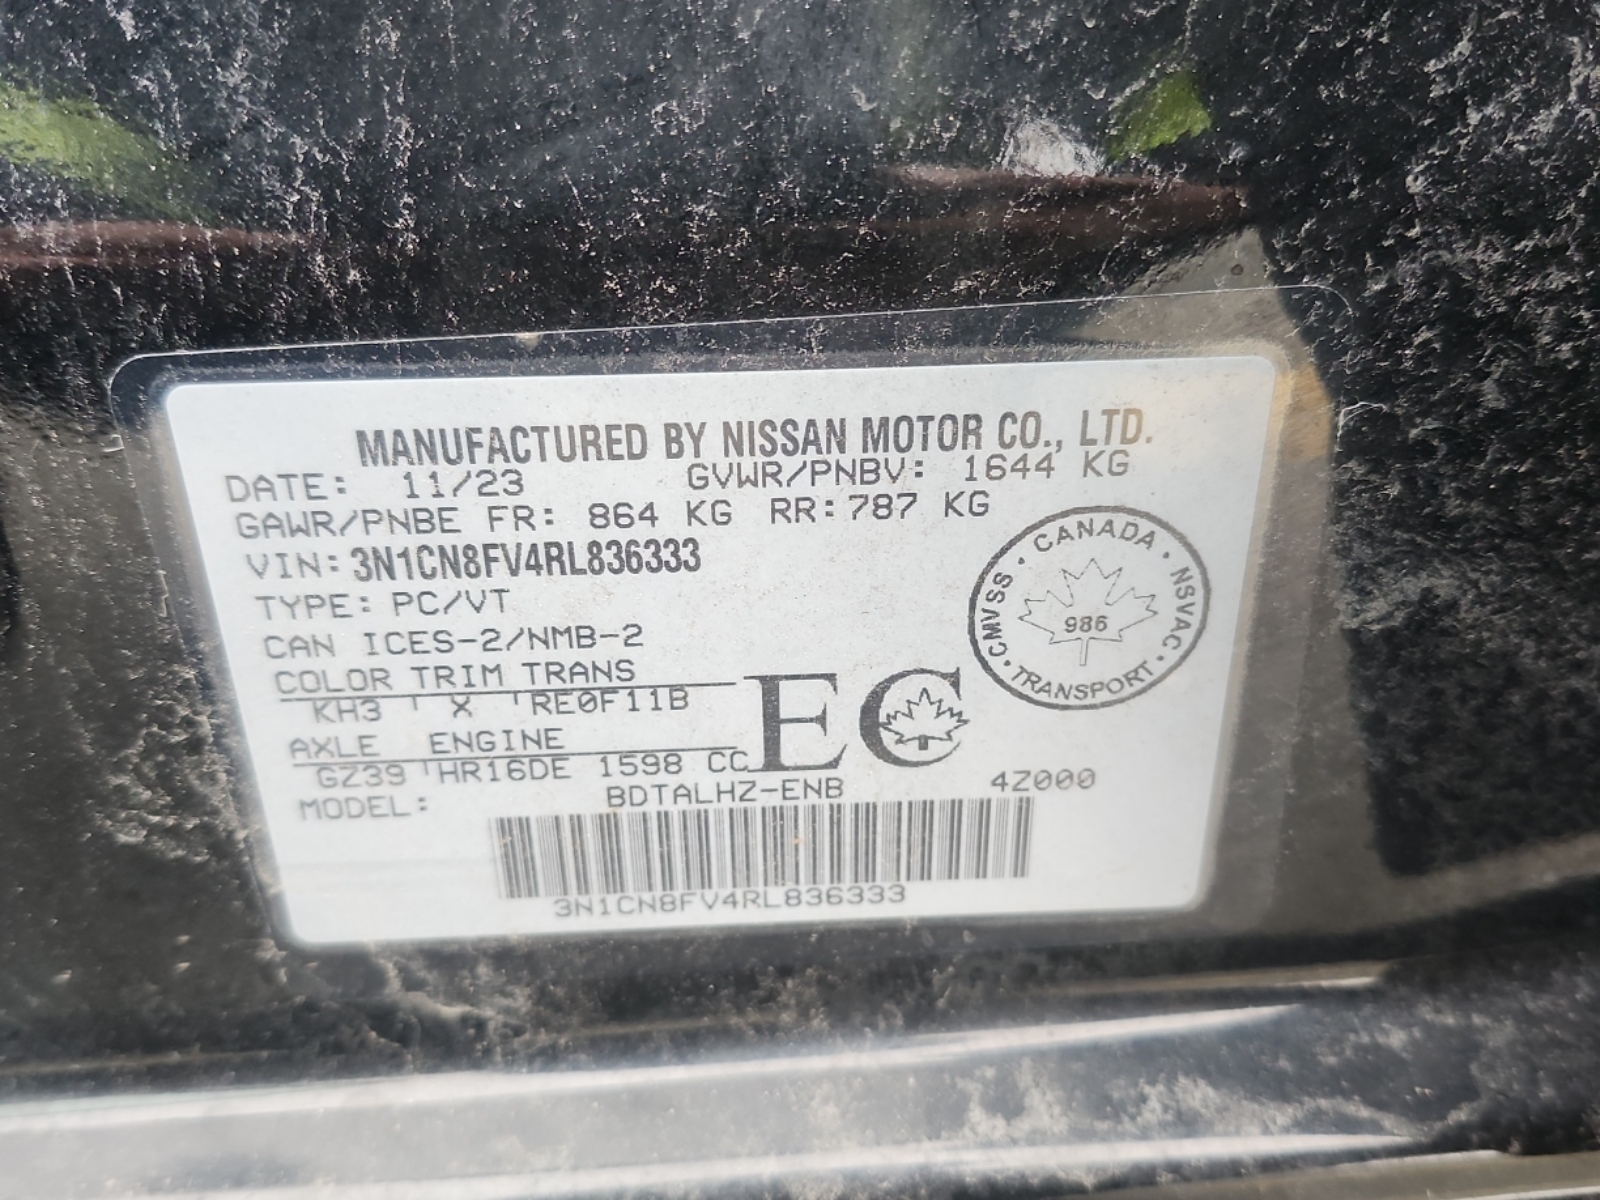 MANUFACTURED BY NISSAN MOTOR CO., LTD.
DATE: 11/23 GVWR/PNBV: 1644 KG
GAWR/PNBE FR: 864 KG RR: 787 KG
VIN: 3N1CN8FV4RL836333
TYPE: PC/VT
CAN ICES-2/NMB-2
COLOR TRIM TRANS
KH3 X RE0F11B
AXLE ENGINE
GZ39 HR16DE 1598 CC
MODEL: BDTALHZ-ENB 4Z000
3N1CN8FV4RL836333
EC
CANADA · NSVAC · TRANSPORT · CMVSS ·
986